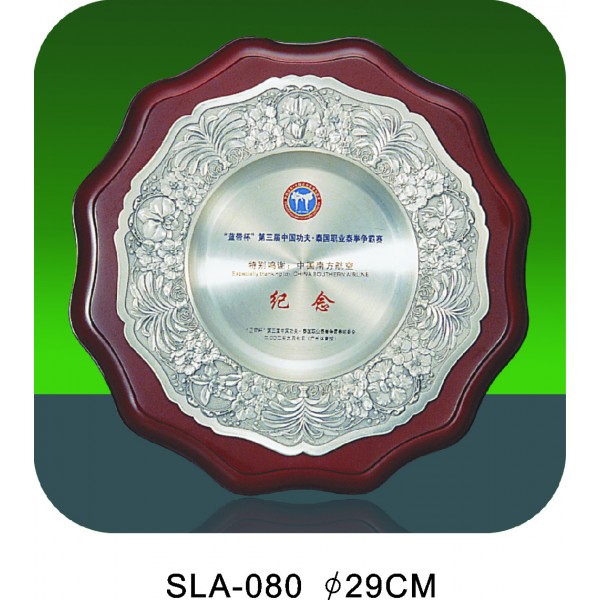 “蓝带杯”第三届中国功夫·泰国职业泰拳争霸赛
特别鸣谢：中国南方航空
Especially thanking to: CHINA SOUTHERN AIRLINE
纪念
SLA-080 φ29CM